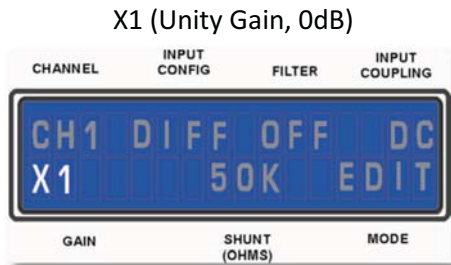 X1 (Unity Gain, 0dB)
CHANNEL INPUT CONFIG FILTER INPUT COUPLING
CH1 DIFF OFF DC
X1 50K EDIT
GAIN SHUNT (OHMS) MODE